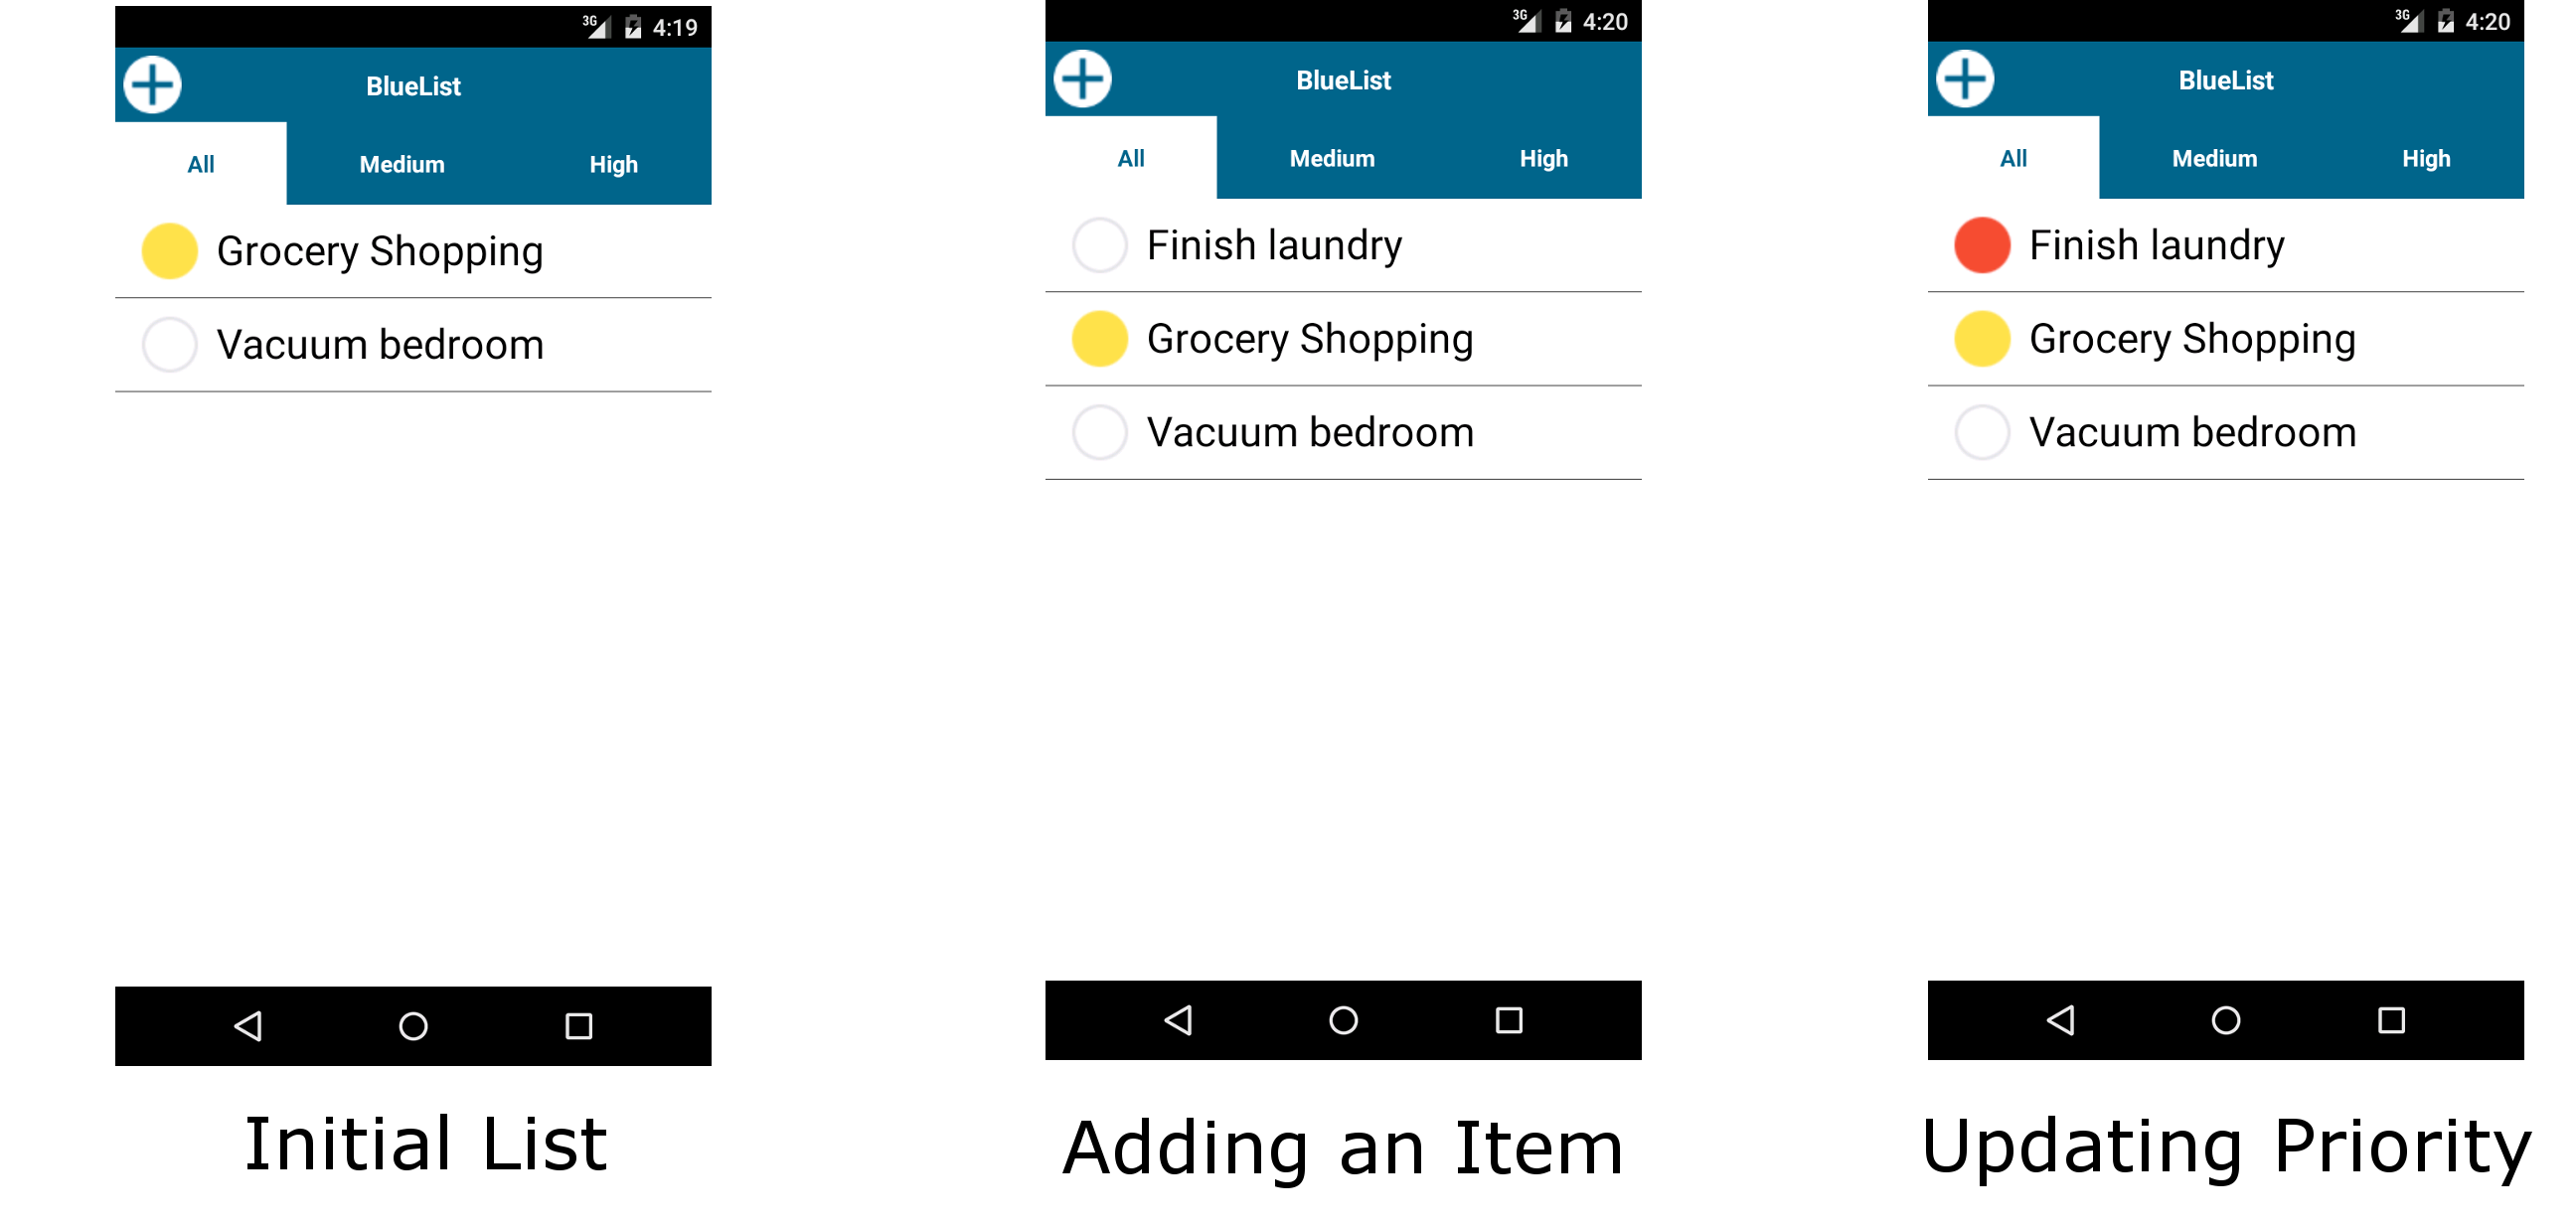 3G 4:19
BlueList
All Medium High
Grocery Shopping
Vacuum bedroom
Initial List
3G 4:20
BlueList
All Medium High
Finish laundry
Grocery Shopping
Vacuum bedroom
Adding an Item
3G 4:20
BlueList
All Medium High
Finish laundry
Grocery Shopping
Vacuum bedroom
Updating Priority